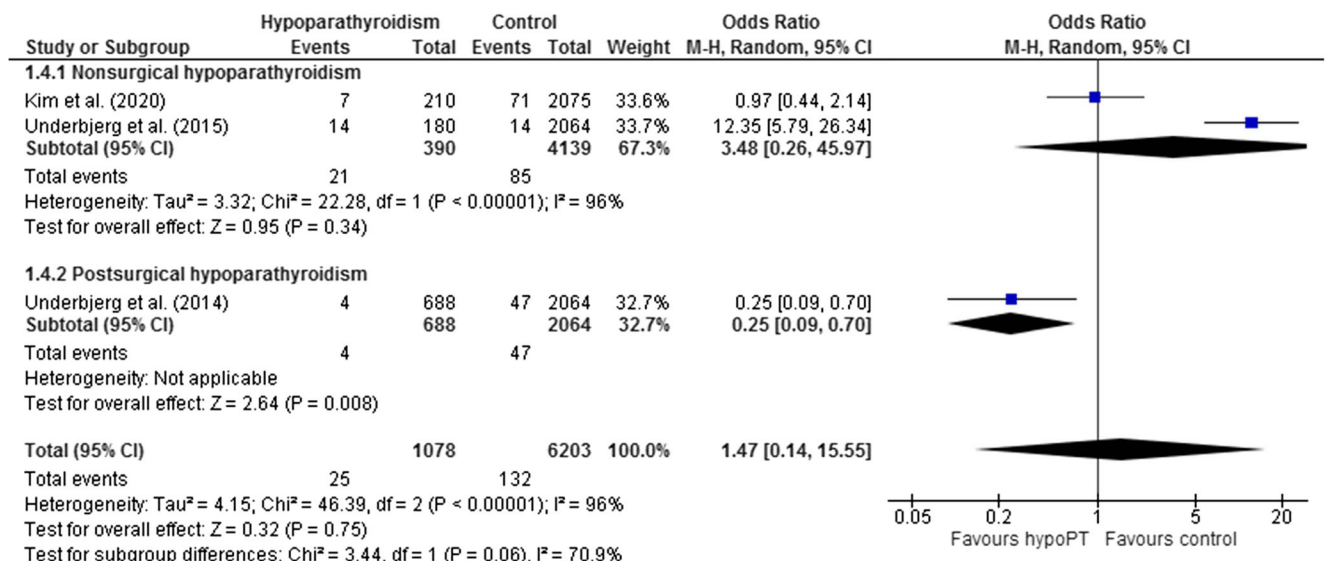 Hypoparathyroidism Control Odds Ratio Odds Ratio
Study or Subgroup Events Total Events Total Weight M-H, Random, 95% CI M-H, Random, 95% CI
1.4.1 Nonsurgical hypoparathyroidism
Kim et al. (2020) 7 210 71 2075 33.6% 0.97 [0.44, 2.14]
Underbjerg et al. (2015) 14 180 14 2064 33.7% 12.35 [5.79, 26.34]
Subtotal (95% CI) 390 4139 67.3% 3.48 [0.26, 45.97]
Total events 21 85
Heterogeneity: Tau² = 3.32; Chi² = 22.28, df = 1 (P < 0.00001); I² = 96%
Test for overall effect: Z = 0.95 (P = 0.34)
1.4.2 Postsurgical hypoparathyroidism
Underbjerg et al. (2014) 4 688 47 2064 32.7% 0.25 [0.09, 0.70]
Subtotal (95% CI) 688 2064 32.7% 0.25 [0.09, 0.70]
Total events 4 47
Heterogeneity: Not applicable
Test for overall effect: Z = 2.64 (P = 0.008)
Total (95% CI) 1078 6203 100.0% 1.47 [0.14, 15.55]
Total events 25 132
Heterogeneity: Tau² = 4.15; Chi² = 46.39, df = 2 (P < 0.00001); I² = 96%
Test for overall effect: Z = 0.32 (P = 0.75)
Test for subgroup differences: Chi² = 3.44, df = 1 (P = 0.06), I² = 70.9%
0.05 0.2 1 5 20
Favours hypoPT Favours control